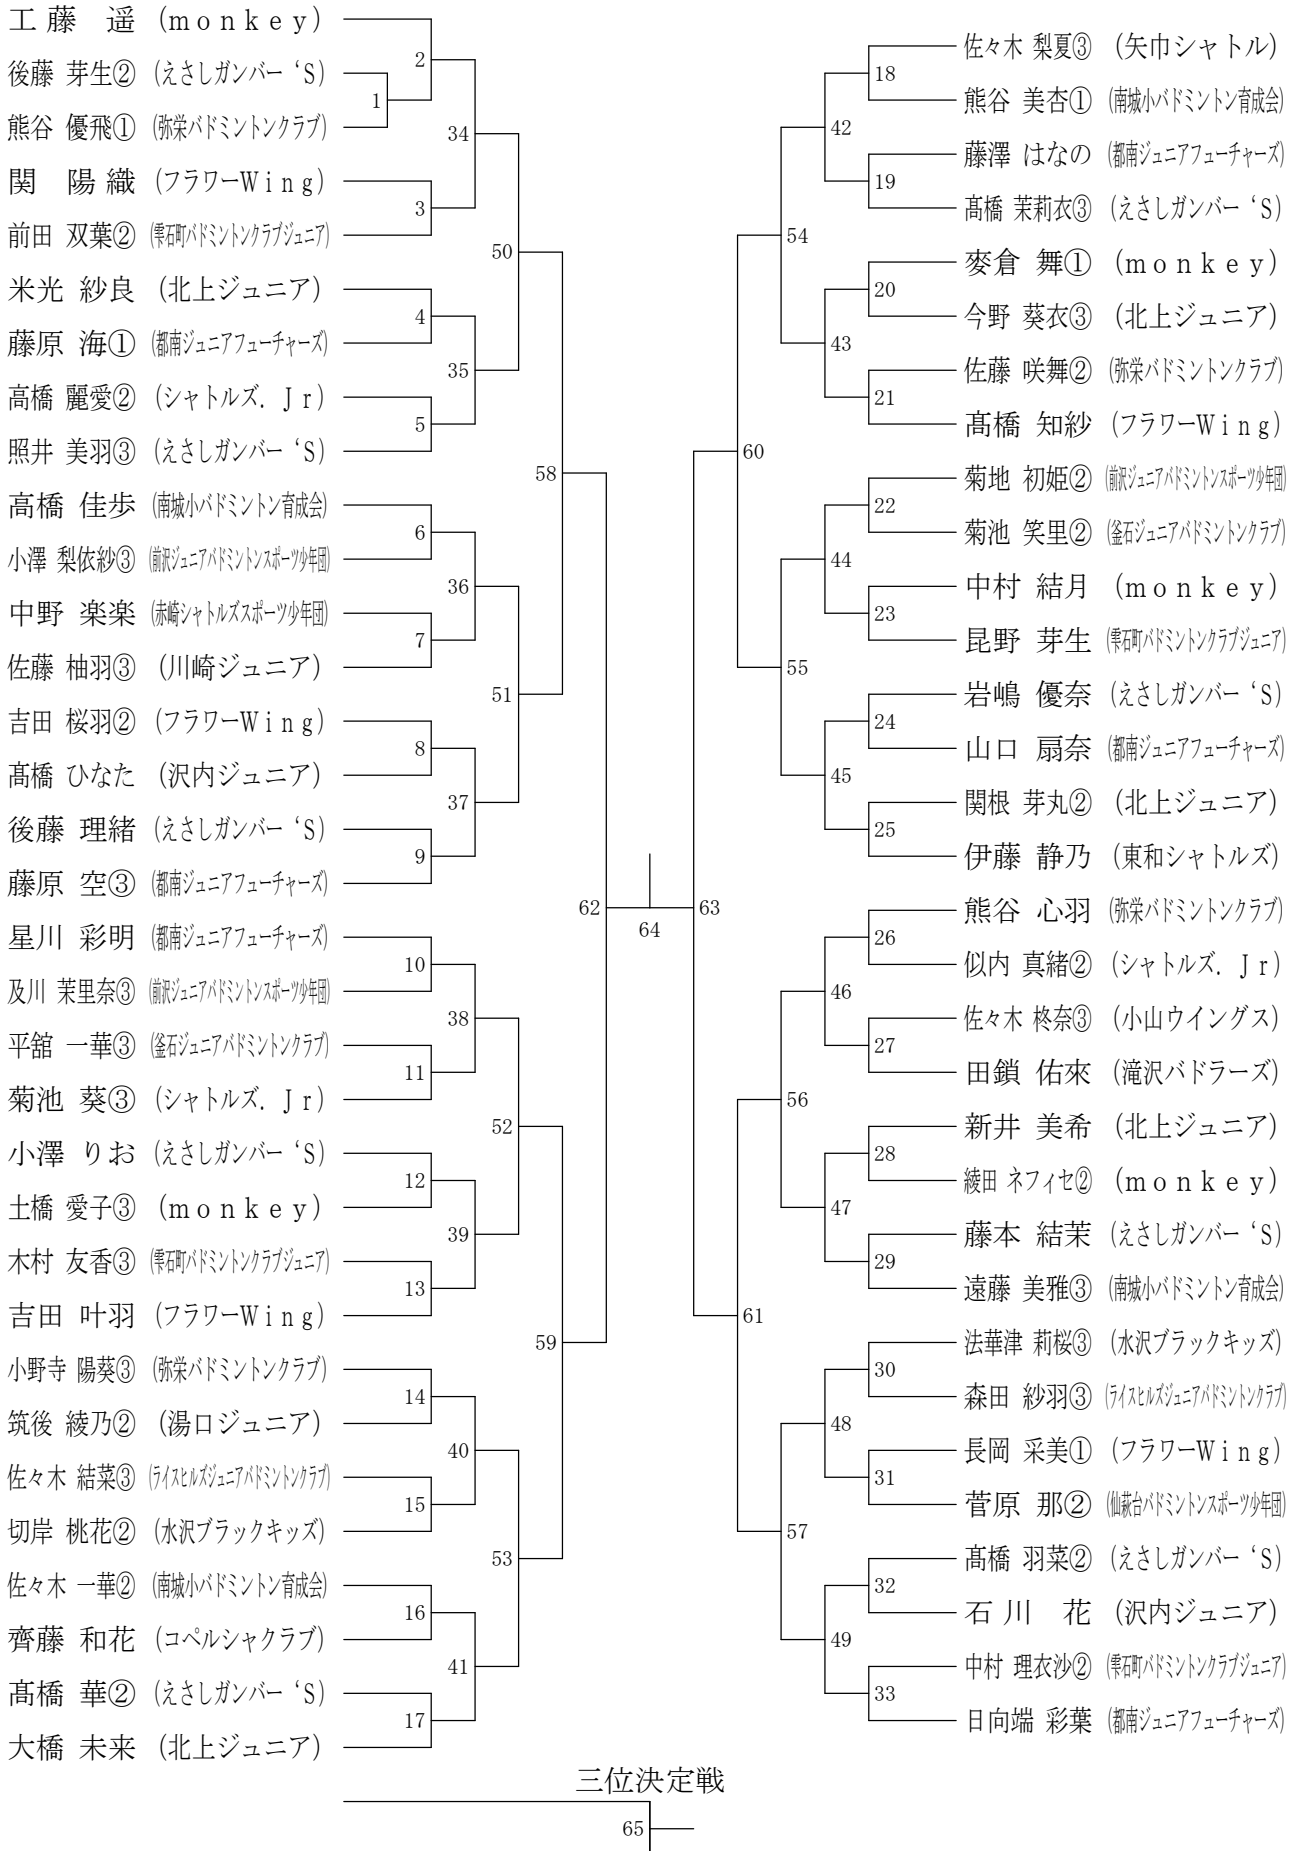 工藤 遥 (monkey)
後藤 芽生② (えさしガンバー‘S)
熊谷 優飛① (弥栄バドミントンクラブ)
関 陽織 (フラワーWing)
前田 双葉② (雫石町バドミントンクラブジュニア)
米光 紗良 (北上ジュニア)
藤原 海① (都南ジュニアフューチャーズ)
高橋 麗愛② (シャトルズ.Jr)
照井 美羽③ (えさしガンバー‘S)
高橋 佳歩 (南城小バドミントン育成会)
小澤 梨依紗③ (前沢ジュニアバドミントンスポーツ少年団)
中野 楽楽 (赤崎シャトルズスポーツ少年団)
佐藤 柚羽③ (川崎ジュニア)
吉田 桜羽② (フラワーWing)
髙橋 ひなた (沢内ジュニア)
後藤 理緒 (えさしガンバー‘S)
藤原 空③ (都南ジュニアフューチャーズ)
星川 彩明 (都南ジュニアフューチャーズ)
及川 茉里奈③ (前沢ジュニアバドミントンスポーツ少年団)
平舘 一華③ (釜石ジュニアバドミントンクラブ)
菊池 葵③ (シャトルズ.Jr)
小澤 りお (えさしガンバー‘S)
土橋 愛子③ (monkey)
木村 友香③ (雫石町バドミントンクラブジュニア)
吉田 叶羽 (フラワーWing)
小野寺 陽葵③ (弥栄バドミントンクラブ)
筑後 綾乃② (湯口ジュニア)
佐々木 結菜③ (ライスヒルズジュニアバドミントンクラブ)
切岸 桃花② (水沢ブラックキッズ)
佐々木 一華② (南城小バドミントン育成会)
齊藤 和花 (コペルシャクラブ)
髙橋 華② (えさしガンバー‘S)
大橋 未来 (北上ジュニア)
1
2
3
4
5
6
7
8
9
10
11
12
13
14
15
16
17
34
35
36
37
38
39
40
41
50
51
52
53
58
59
62
64
63
60
61
54
55
56
57
42
43
44
45
46
47
48
49
18
19
20
21
22
23
24
25
26
27
28
29
30
31
32
33
佐々木 梨夏③ (矢巾シャトル)
熊谷 美杏① (南城小バドミントン育成会)
藤澤 はなの (都南ジュニアフューチャーズ)
髙橋 茉莉衣③ (えさしガンバー‘S)
麥倉 舞① (monkey)
今野 葵衣③ (北上ジュニア)
佐藤 咲舞② (弥栄バドミントンクラブ)
髙橋 知紗 (フラワーWing)
菊地 初姫② (前沢ジュニアバドミントンスポーツ少年団)
菊池 笑里② (釜石ジュニアバドミントンクラブ)
中村 結月 (monkey)
昆野 芽生 (雫石町バドミントンクラブジュニア)
岩嶋 優奈 (えさしガンバー‘S)
山口 扇奈 (都南ジュニアフューチャーズ)
関根 芽丸② (北上ジュニア)
伊藤 静乃 (東和シャトルズ)
熊谷 心羽 (弥栄バドミントンクラブ)
似内 真緒② (シャトルズ.Jr)
佐々木 柊奈③ (小山ウイングス)
田鎖 佑來 (滝沢バドラーズ)
新井 美希 (北上ジュニア)
綾田 ネフィセ② (monkey)
藤本 結茉 (えさしガンバー‘S)
遠藤 美雅③ (南城小バドミントン育成会)
法華津 莉桜③ (水沢ブラックキッズ)
森田 紗羽③ (ライスヒルズジュニアバドミントンクラブ)
長岡 采美① (フラワーWing)
菅原 那② (仙萩台バドミントンスポーツ少年団)
髙橋 羽菜② (えさしガンバー‘S)
石川 花 (沢内ジュニア)
中村 理衣沙② (雫石町バドミントンクラブジュニア)
日向端 彩葉 (都南ジュニアフューチャーズ)
三位決定戦
65